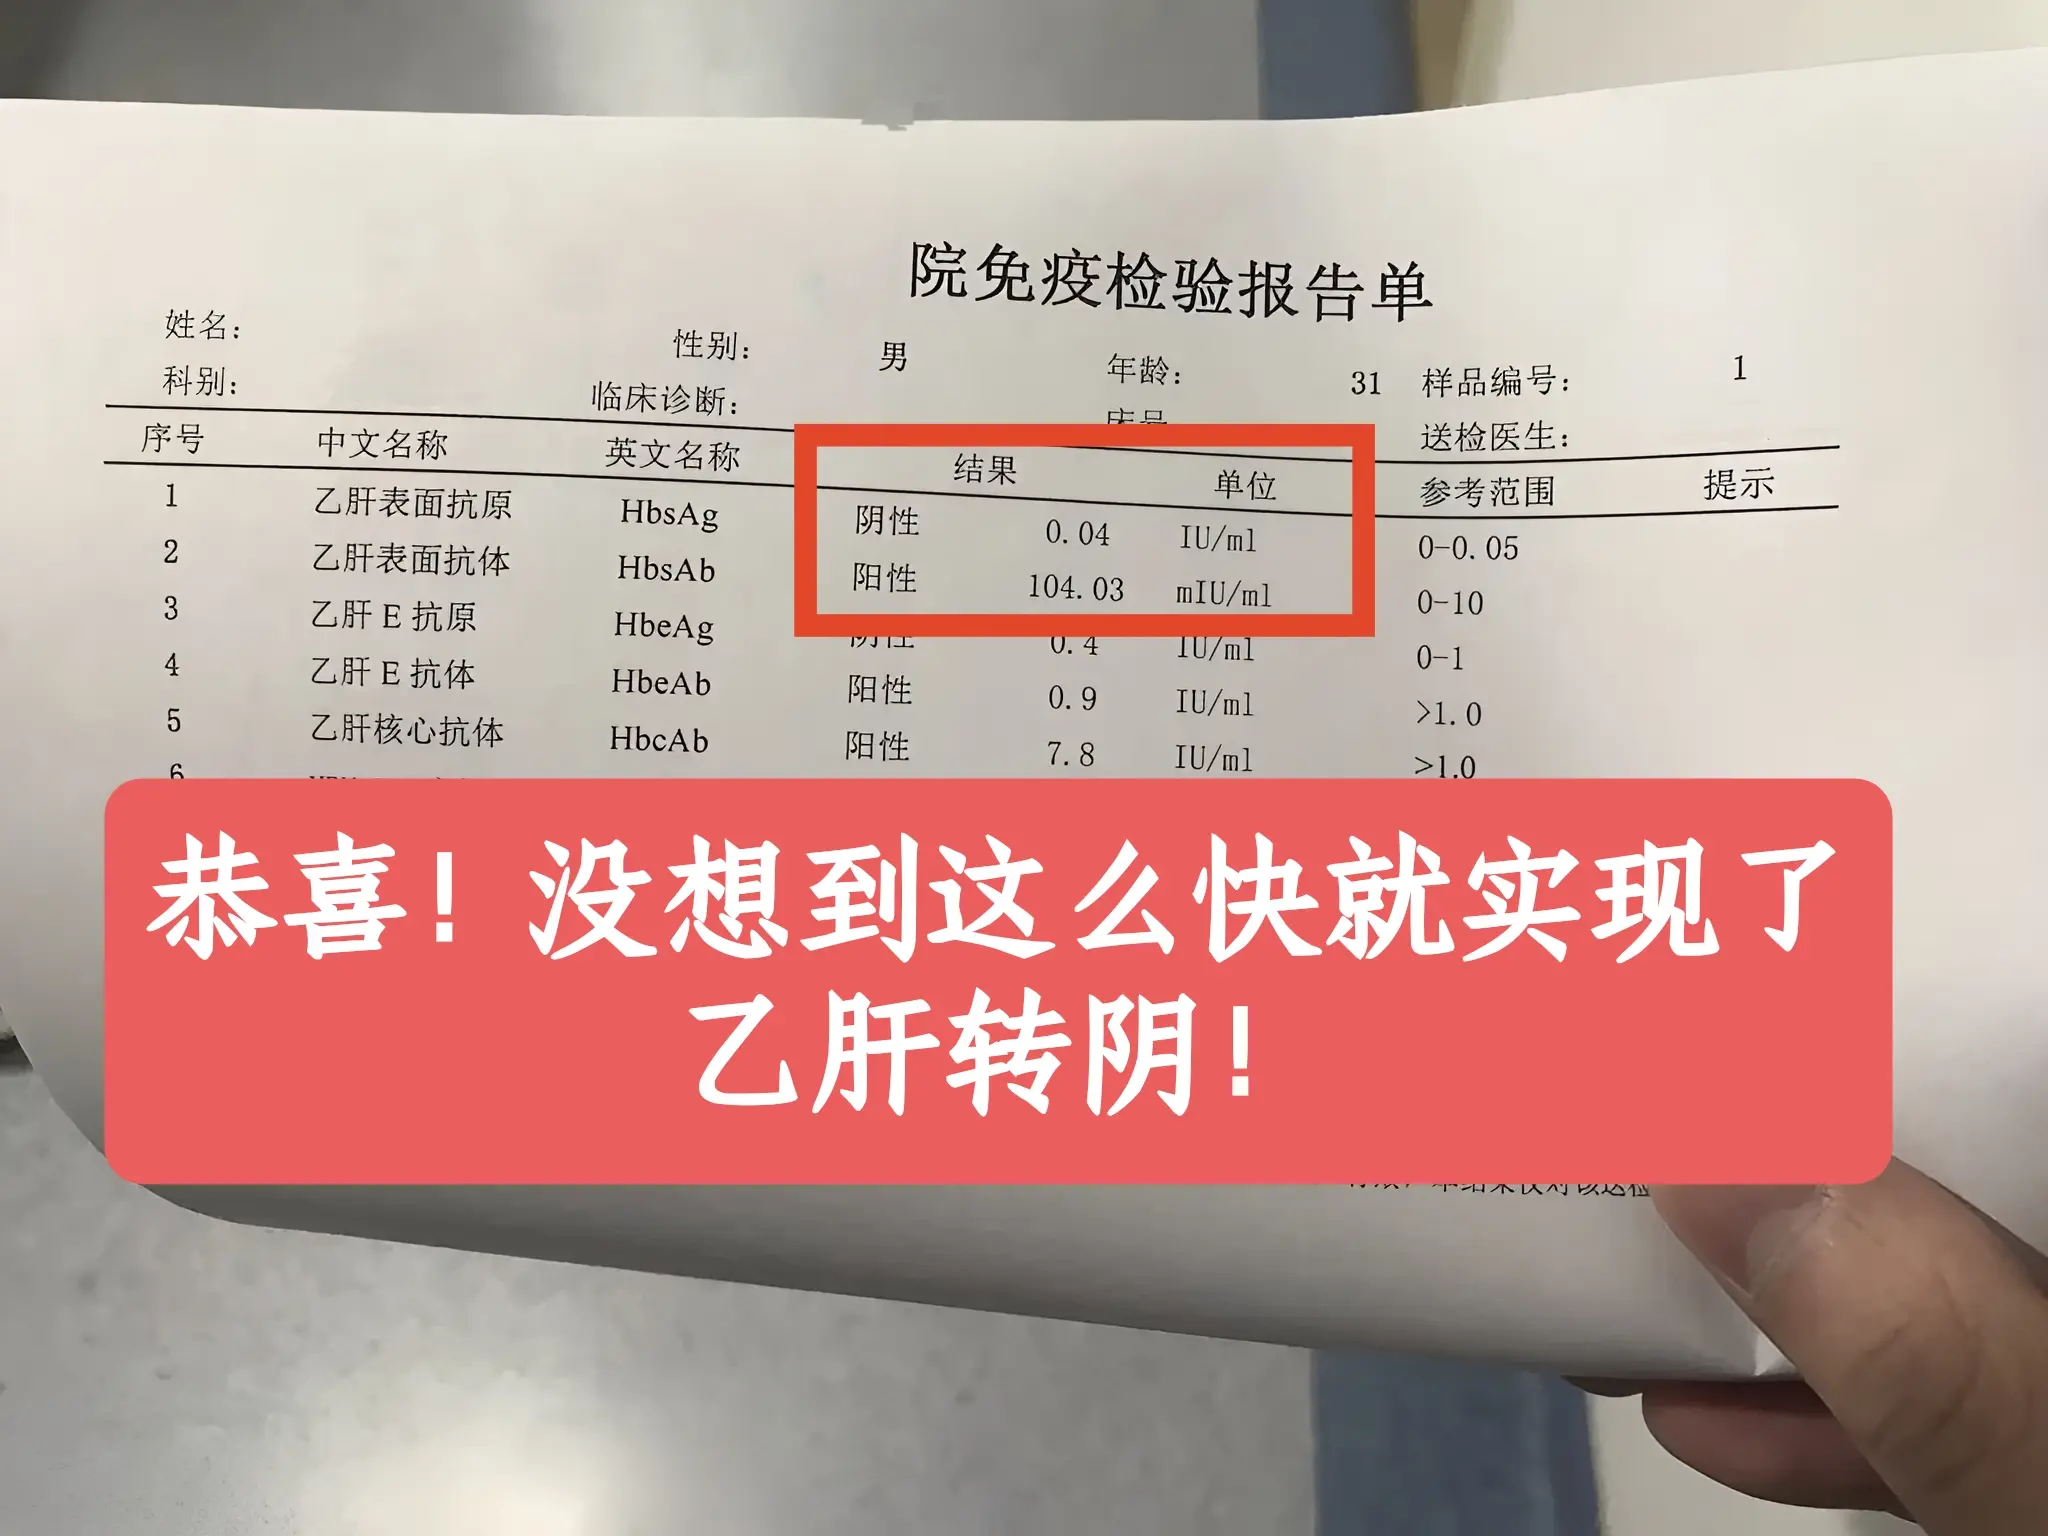 院免疫检验报告单
姓名： 性别： 男 年龄： 31 样品编号： 1
科别： 临床诊断： 床号 送检医生：
序号 中文名称 英文名称 结果 单位 参考范围 提示
1 乙肝表面抗原 HbsAg 阴性 0.04 IU/ml 0-0.05
2 乙肝表面抗体 HbsAb 阳性 104.03 mIU/ml 0-10
3 乙肝 E 抗原 HbeAg 阴性 0.4 IU/ml 0-1
4 乙肝 E 抗体 HbeAb 阳性 0.9 IU/ml >1.0
5 乙肝核心抗体 HbcAb 阳性 7.8 IU/ml >1.0
6
恭喜！没想到这么快就实现了
乙肝转阴！